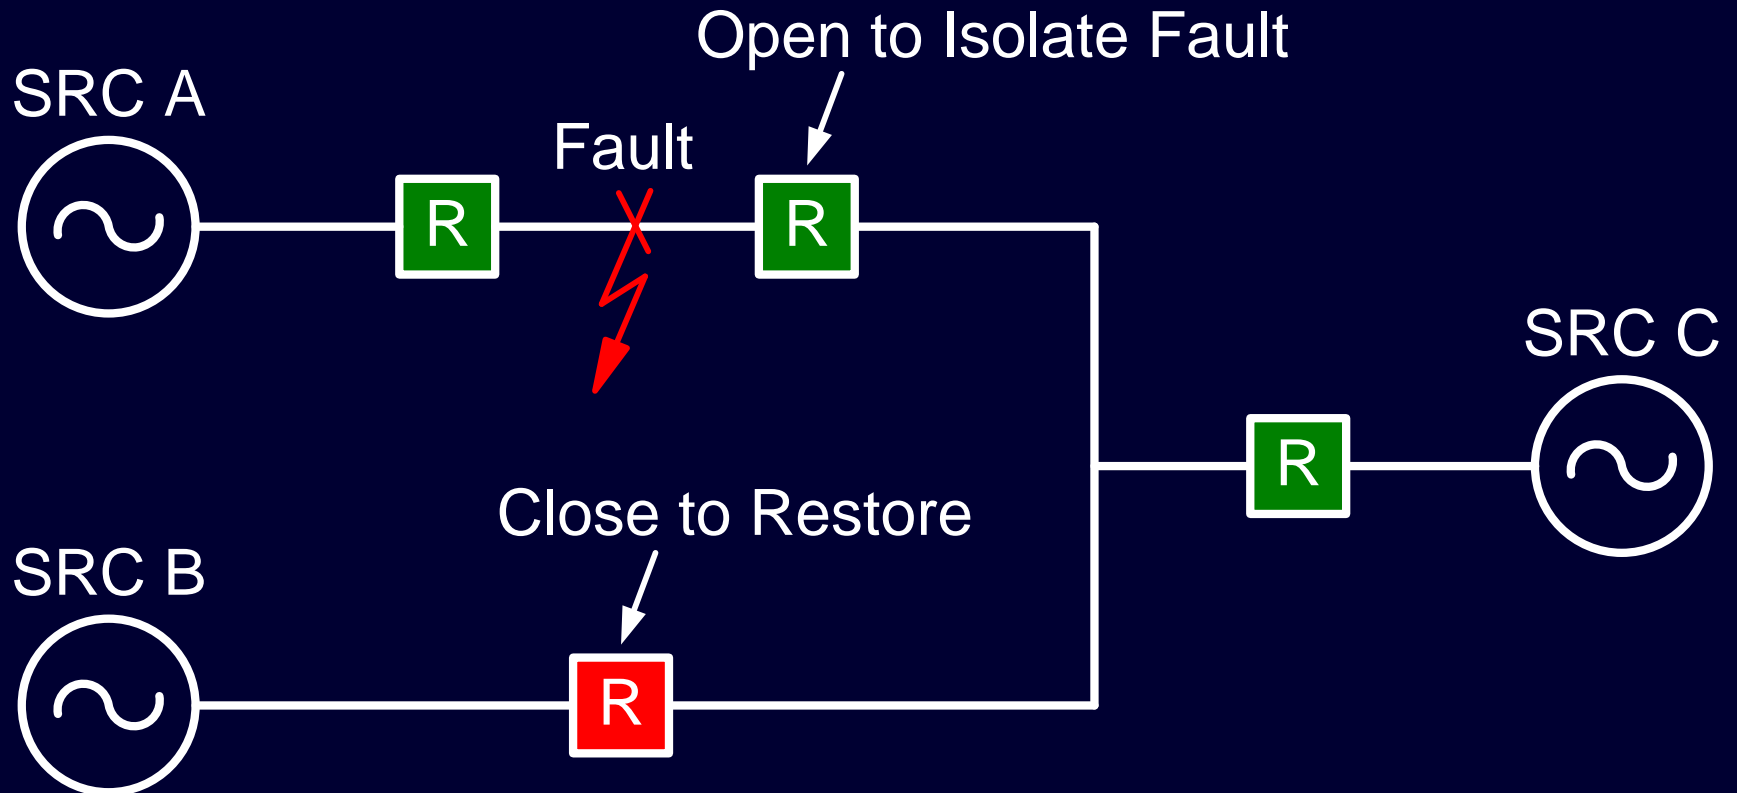 Open to Isolate Fault
SRC A
Fault
R
R
SRC C
R
Close to Restore
SRC B
R